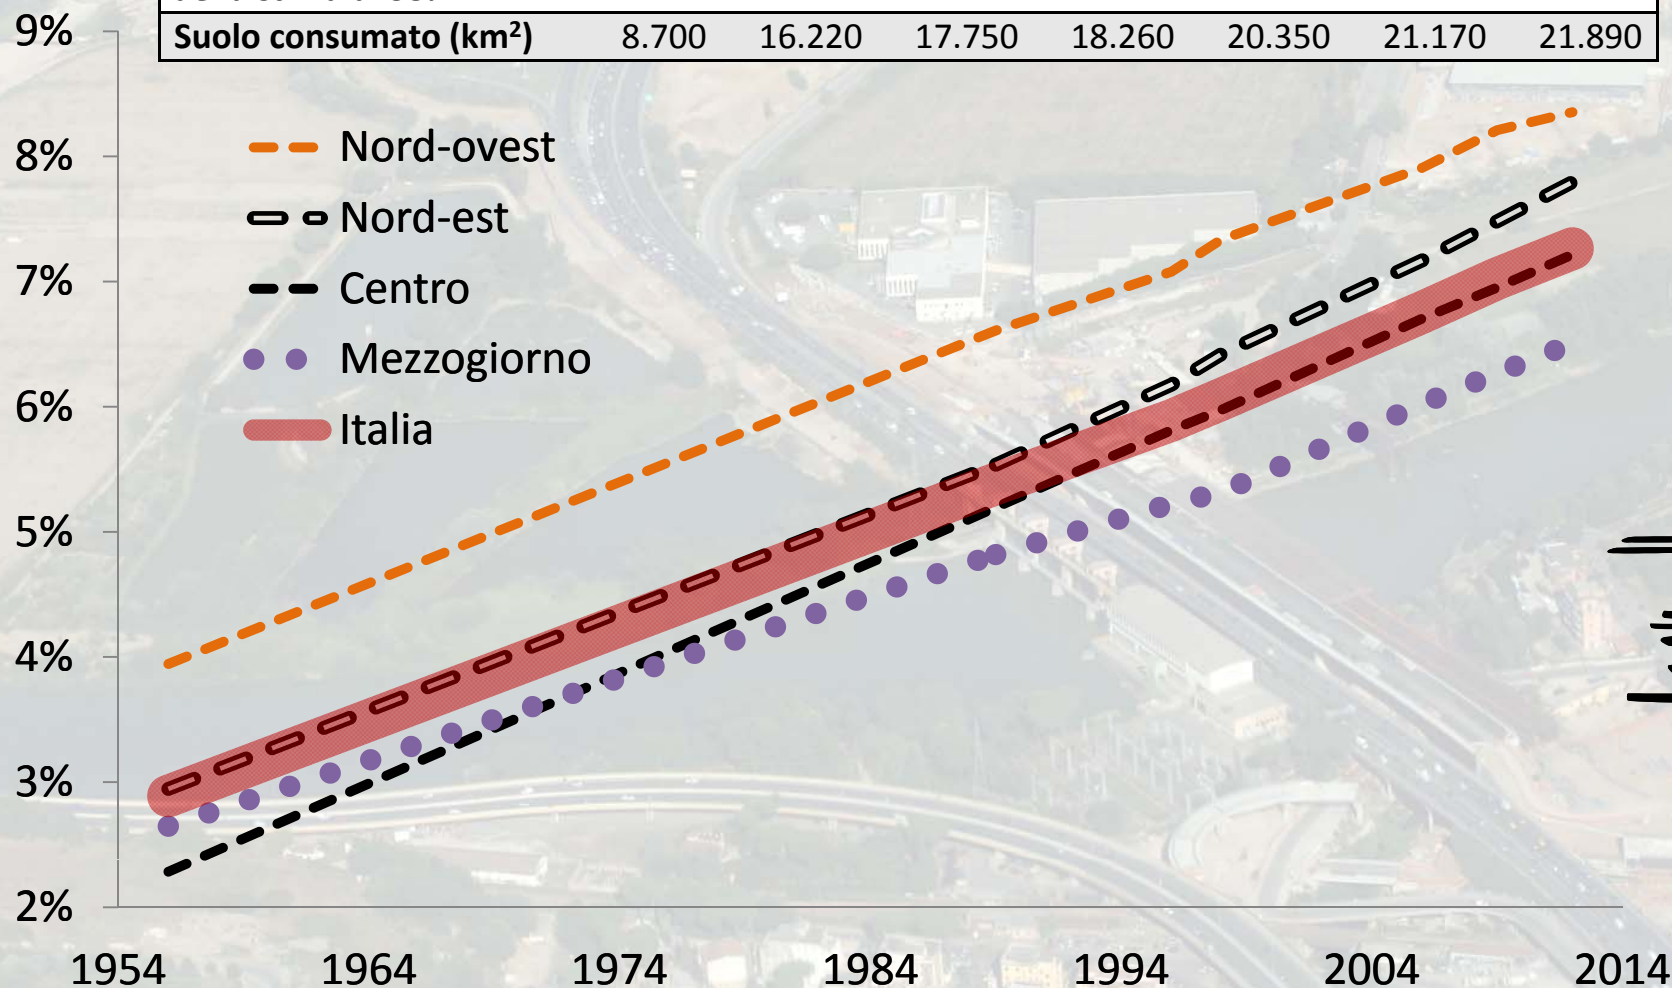 Suolo consumato (km²) 8.700 16.220 17.750 18.260 20.350 21.170 21.890
9%
8%
7%
6%
5%
4%
3%
2%
Nord-ovest
Nord-est
Centro
Mezzogiorno
Italia
1954 1964 1974 1984 1994 2004 2014